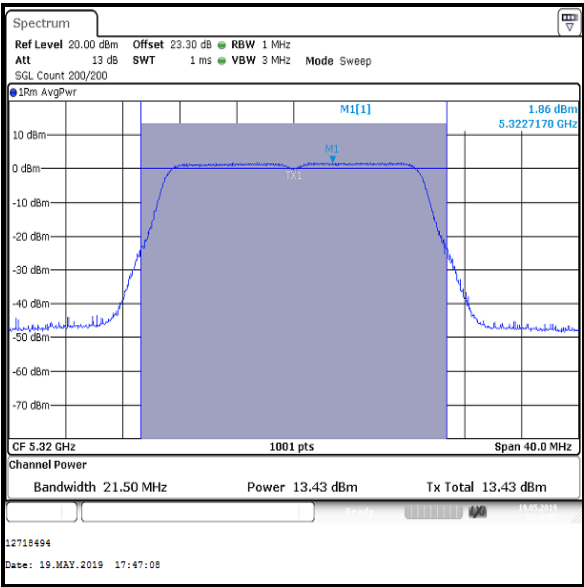 Spectrum
Ref Level 20.00 dBm Offset 23.30 dB RBW 1 MHz
Att 13 dB SWT 1 ms VBW 3 MHz Mode Sweep
SGL Count 200/200
1Rm AvgPwr
M1[1] 1.86 dBm
5.3227170 GHz
10 dBm
M1
0 dBm
TX1
-10 dBm
-20 dBm
-30 dBm
-40 dBm
-50 dBm
-60 dBm
-70 dBm
CF 5.32 GHz 1001 pts Span 40.0 MHz
Channel Power
Bandwidth 21.50 MHz Power 13.43 dBm Tx Total 13.43 dBm
Ready 19.05.2019
12718494
Date: 19.MAY.2019 17:47:08